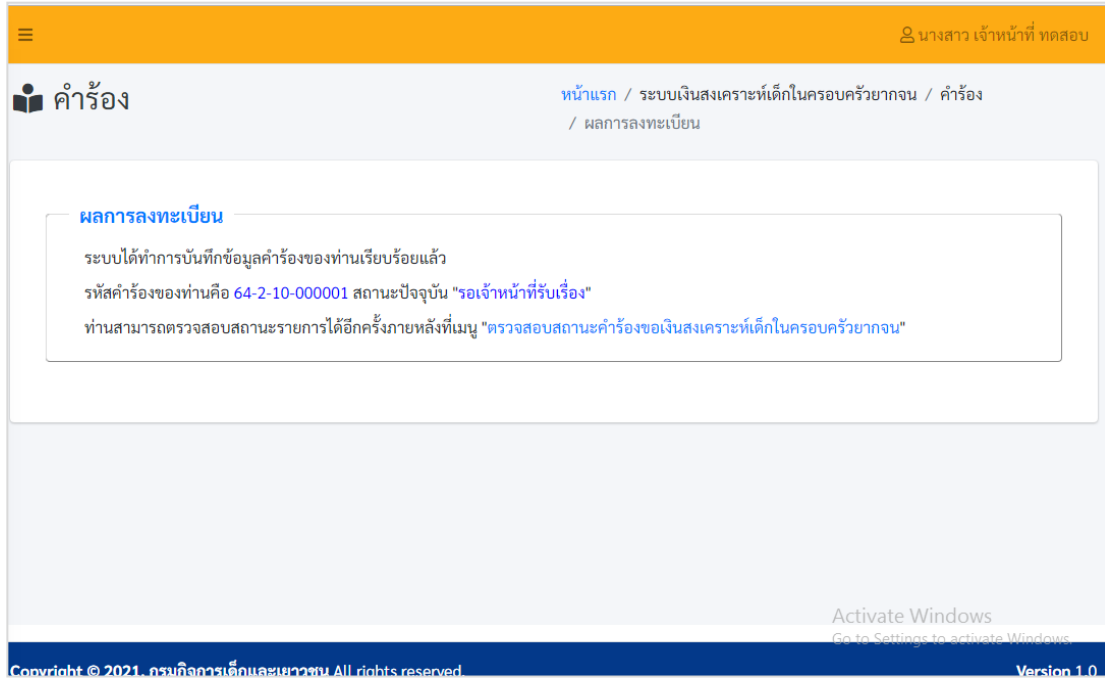 นางสาว เจ้าหน้าที่ ทดสอบ
คำร้อง
หน้าแรก / ระบบเงินสงเคราะห์เด็กในครอบครัวยากจน / คำร้อง
/ ผลการลงทะเบียน
ผลการลงทะเบียน
ระบบได้ทำการบันทึกข้อมูลคำร้องของท่านเรียบร้อยแล้ว
รหัสคำร้องของท่านคือ 64-2-10-000001 สถานะปัจจุบัน "รอเจ้าหน้าที่รับเรื่อง"
ท่านสามารถตรวจสอบสถานะรายการได้อีกครั้งภายหลังที่เมนู "ตรวจสอบสถานะคำร้องขอเงินสงเคราะห์เด็กในครอบครัวยากจน"
Activate Windows
Go to Settings to activate Windows.
Copyright © 2021. กรมกิจการเด็กและเยาวชน All rights reserved.
Version 1.0